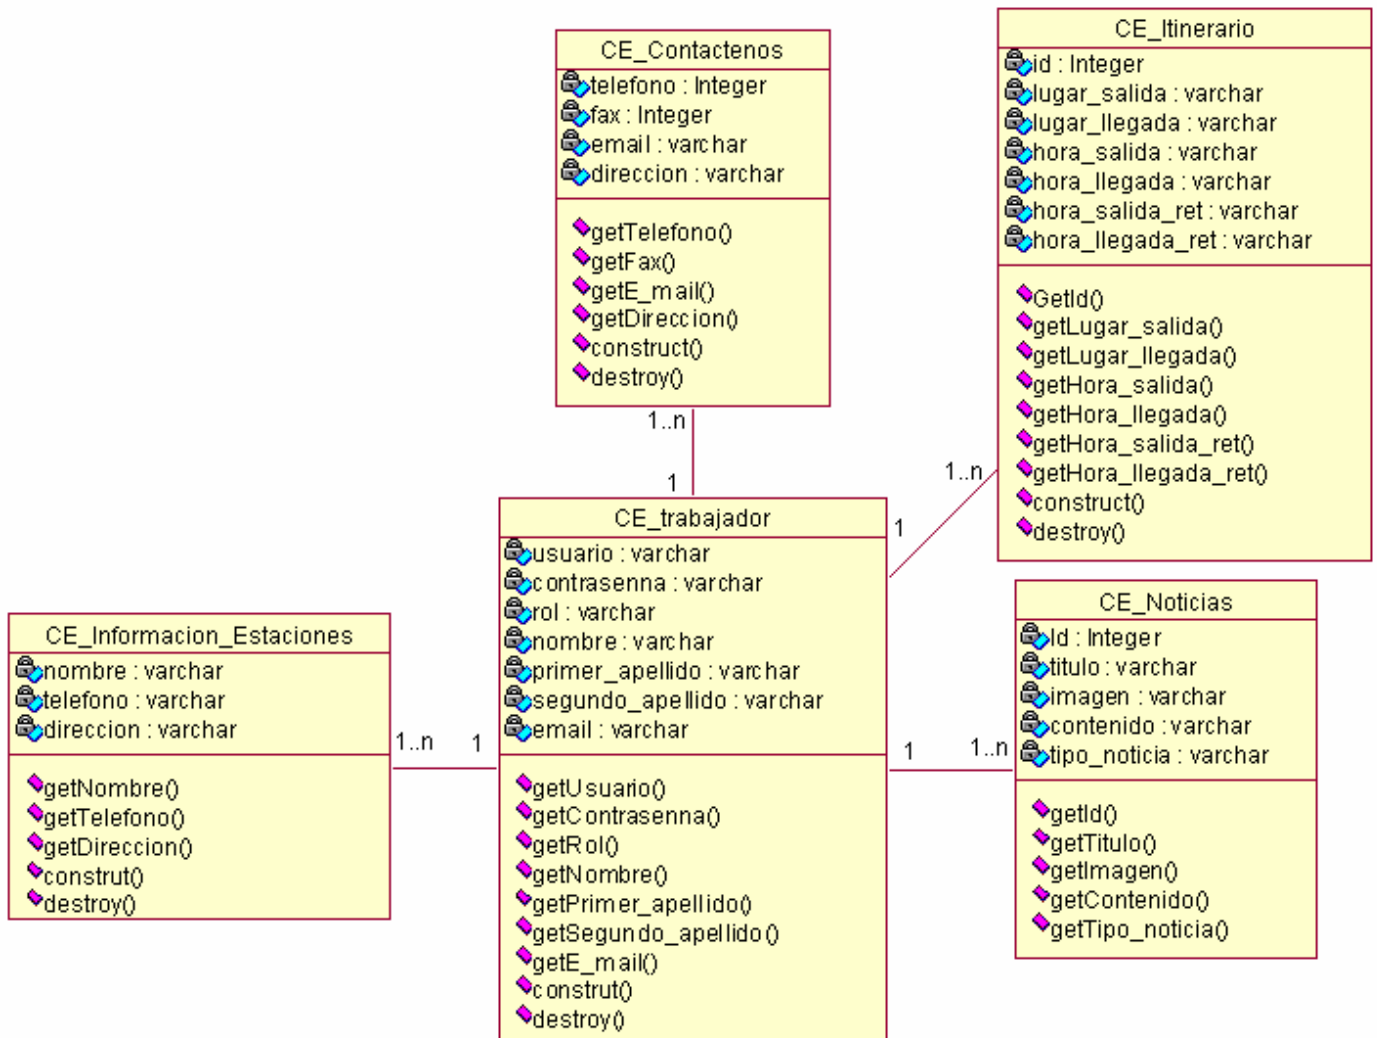 CE_Contactenos
telefono : Integer
fax : Integer
email : varchar
direccion : varchar
getTelefono()
getFax()
getE_mail()
getDireccion()
construct()
destroy()
1..n
1
CE_Itinerario
id : Integer
lugar_salida : varchar
lugar_llegada : varchar
hora_salida : varchar
hora_llegada : varchar
hora_salida_ret : varchar
hora_llegada_ret : varchar
GetId()
getLugar_salida()
getLugar_llegada()
getHora_salida()
getHora_llegada()
getHora_salida_ret()
getHora_llegada_ret()
construct()
destroy()
1..n
1
CE_trabajador
usuario : varchar
contrasenna : varchar
rol : varchar
nombre : varchar
primer_apellido : varchar
segundo_apellido : varchar
email : varchar
getUsuario()
getContrasenna()
getRol()
getNombre()
getPrimer_apellido()
getSegundo_apellido()
getE_mail()
construt()
destroy()
CE_Informacion_Estaciones
nombre : varchar
telefono : varchar
direccion : varchar
getNombre()
getTelefono()
getDireccion()
construt()
destroy()
1..n
1
CE_Noticias
Id : Integer
titulo : varchar
imagen : varchar
contenido : varchar
tipo_noticia : varchar
getId()
getTitulo()
getImagen()
getContenido()
getTipo_noticia()
1
1..n